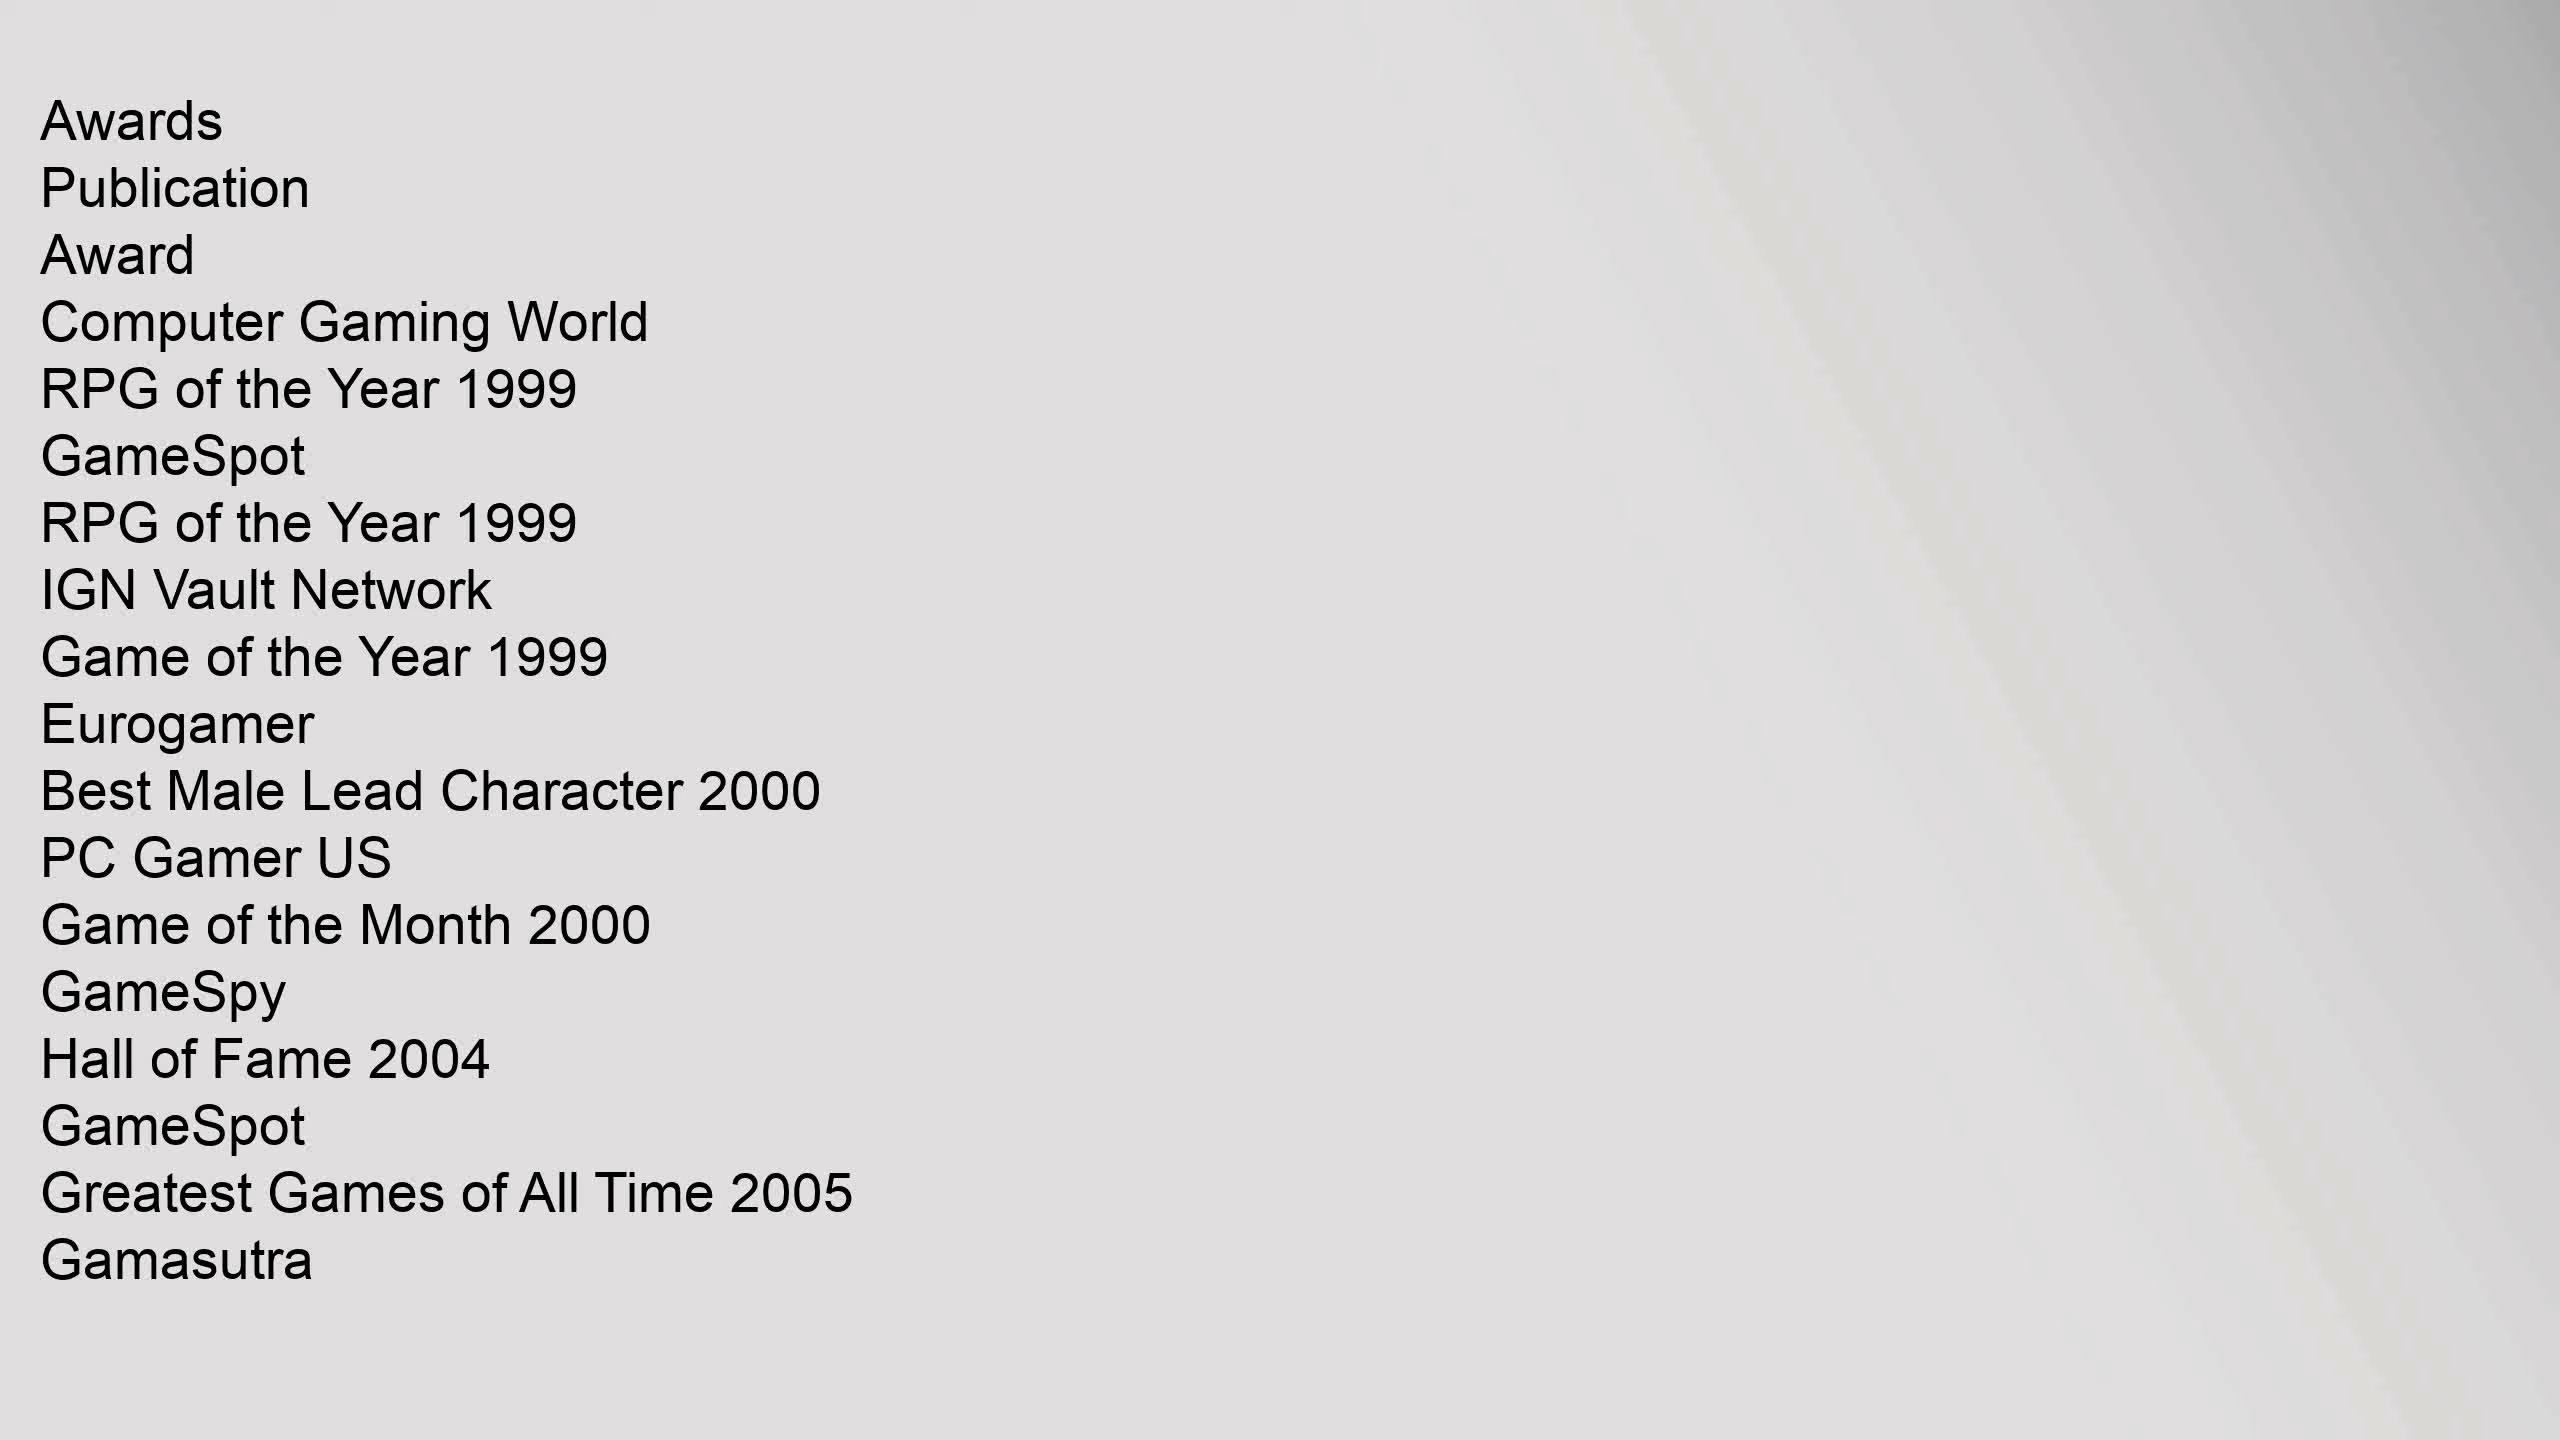 Awards
Publication
Award
Computer Gaming World
RPG of the Year 1999
GameSpot
RPG of the Year 1999
IGN Vault Network
Game of the Year 1999
Eurogamer
Best Male Lead Character 2000
PC Gamer US
Game of the Month 2000
GameSpy
Hall of Fame 2004
GameSpot
Greatest Games of All Time 2005
Gamasutra